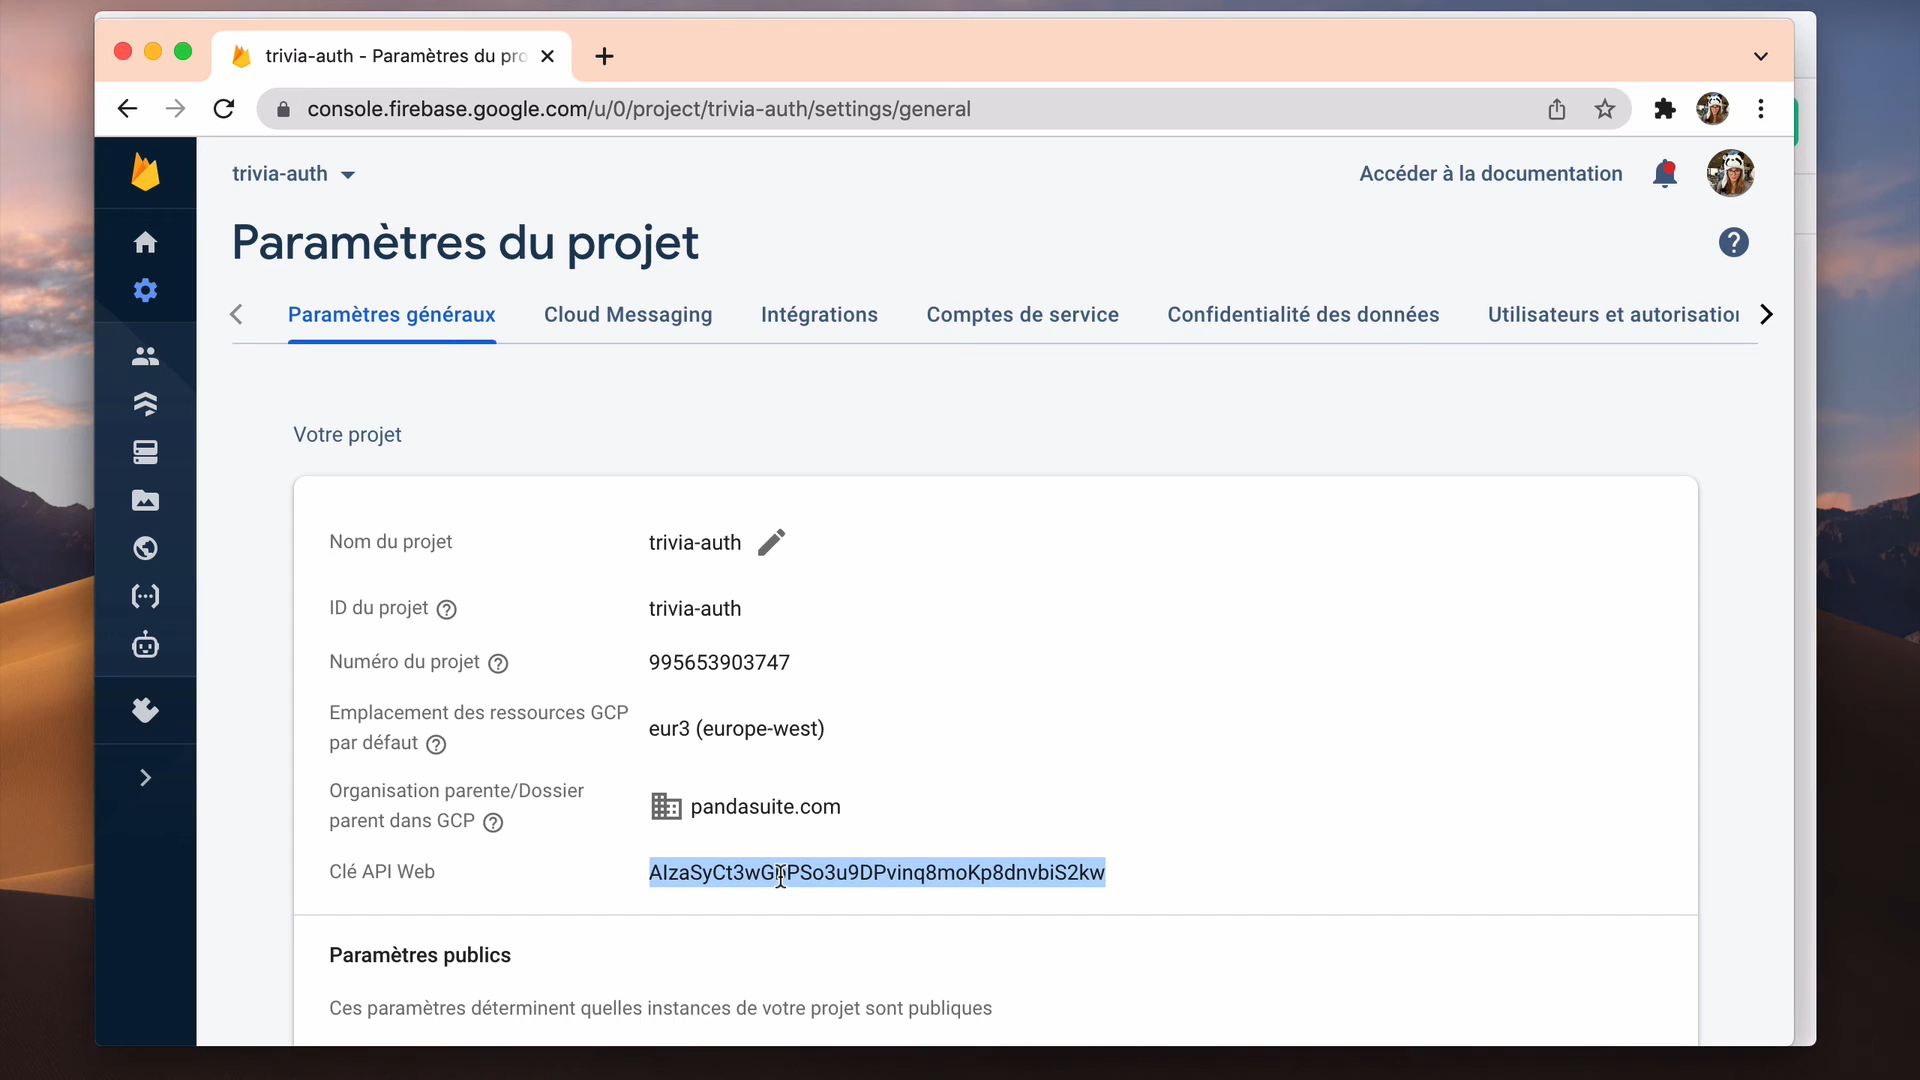 trivia-auth - Paramètres du pro
console.firebase.google.com/u/0/project/trivia-auth/settings/general
trivia-auth
Accéder à la documentation
Paramètres du projet
Paramètres généraux
Cloud Messaging
Intégrations
Comptes de service
Confidentialité des données
Utilisateurs et autorisation
Votre projet
Nom du projet
trivia-auth
ID du projet
trivia-auth
Numéro du projet
995653903747
Emplacement des ressources GCP
par défaut
eur3 (europe-west)
Organisation parente/Dossier
parent dans GCP
pandasuite.com
Clé API Web
Paramètres publics
Ces paramètres déterminent quelles instances de votre projet sont publiques